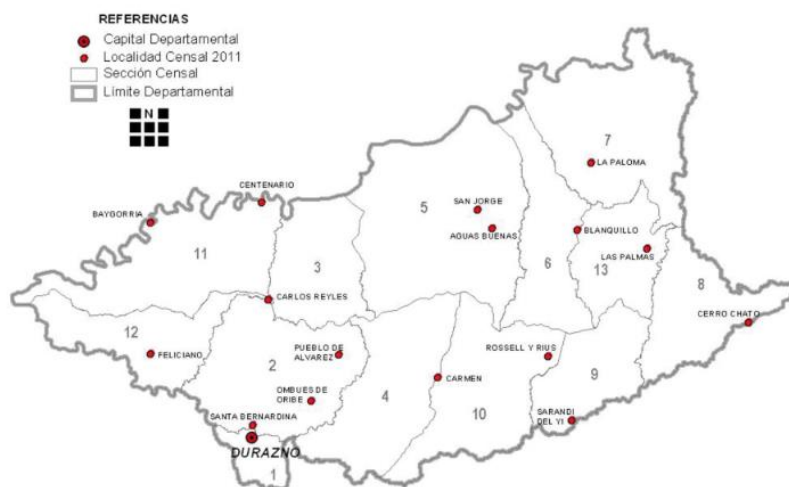 REFERENCIAS
Capital Departamental
Localidad Censal 2011
Sección Censal
Límite Departamental
N
7
LA PALOMA
CENTENARIO
BAYGORRIA
5
SAN JORGE
AGUAS BUENAS
BLANQUILLO
11
3
6
LAS PALMAS
13
8
CARLOS REYLES
CERRO CHATO
12
FELICIANO
2
PUEBLO DE
ALVAREZ
ROSSELL Y RIUS
9
CARMEN
OMBUES DE
ORIBE
4
10
SANTA BERNARDINA
SARANDI
DEL YI
DURAZNO
1